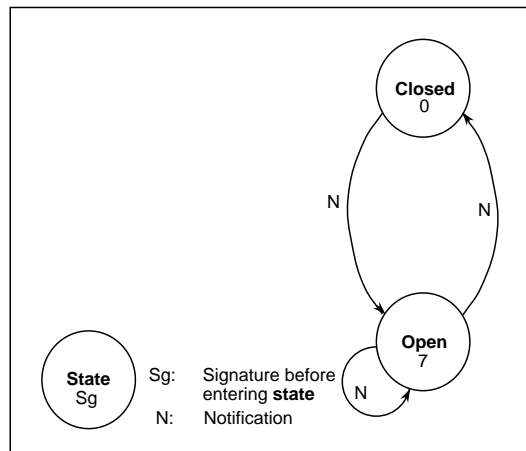 Closed
0
N
N
Open
7
N
State
Sg
Sg: Signature before
entering state
N: Notification